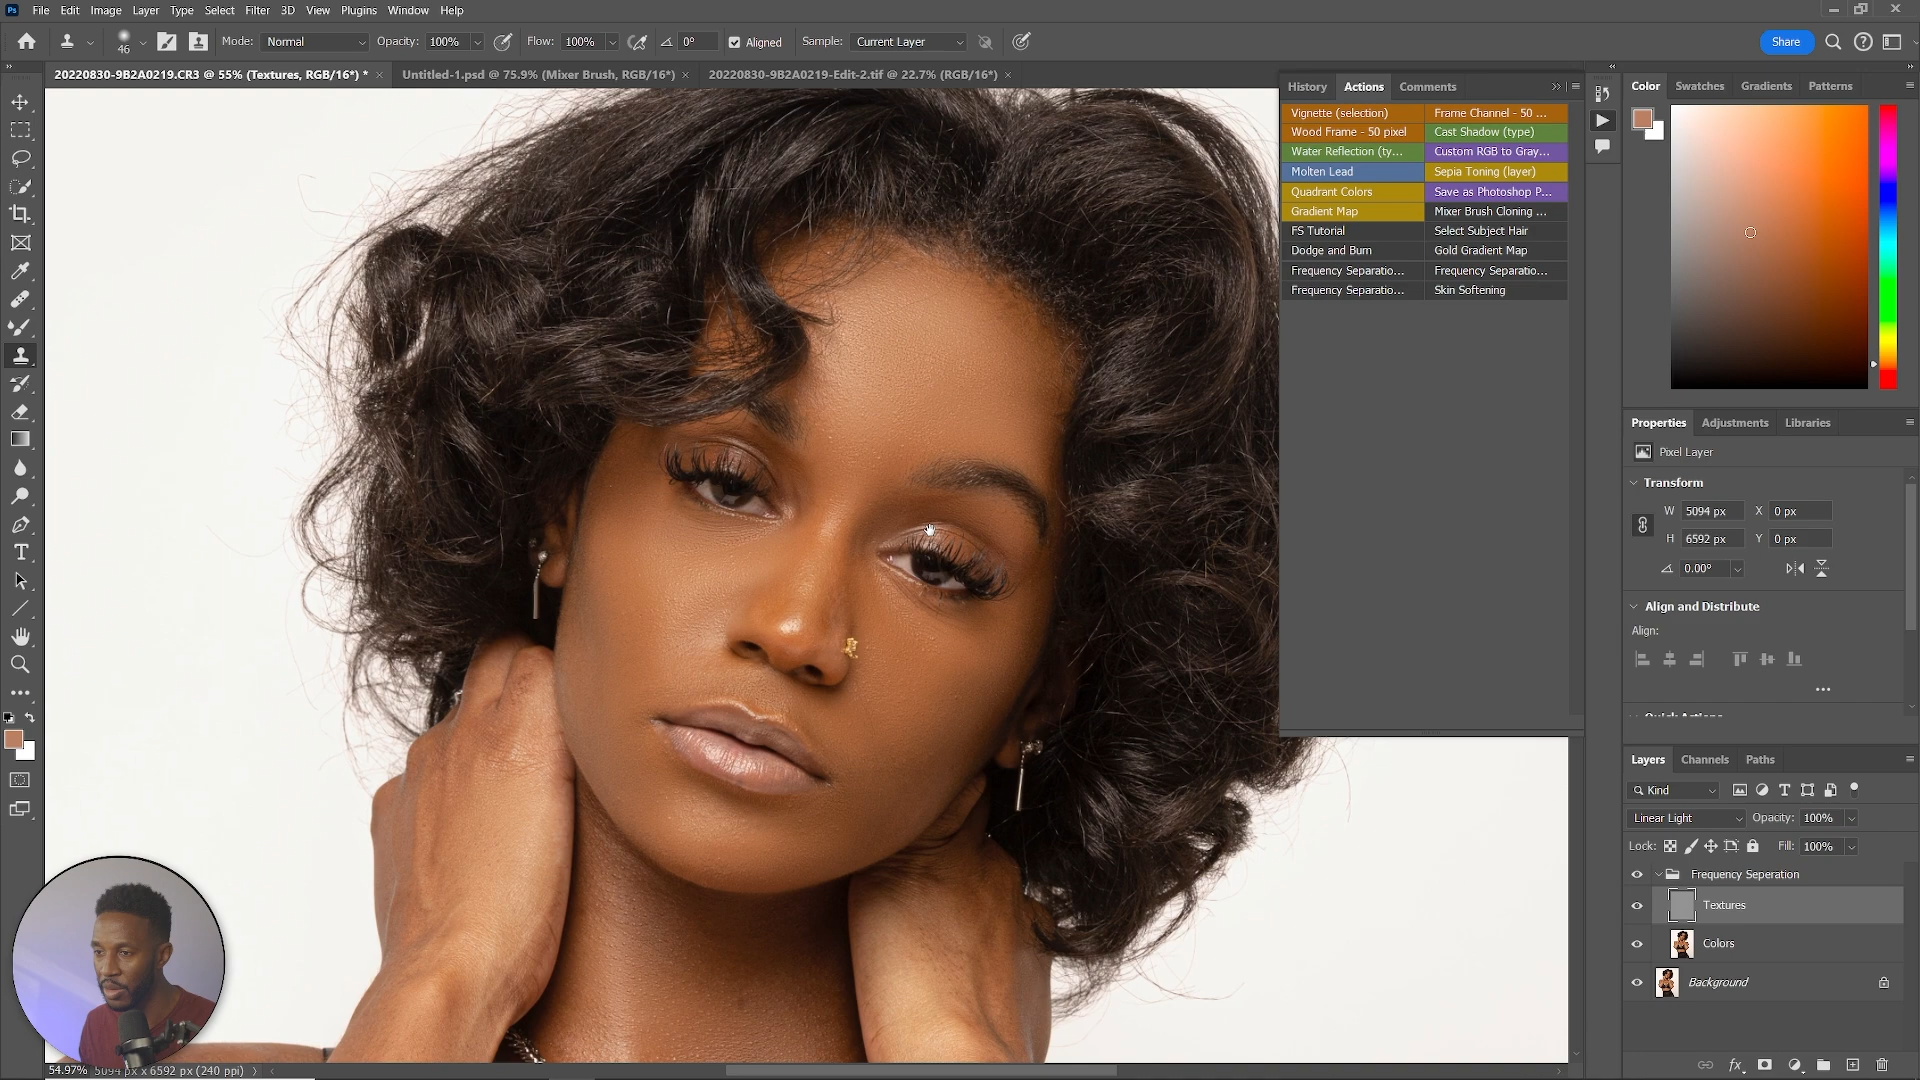 Ps File Edit Image Layer Type Select Filter 3D View Plugins Window Help
46 Mode: Normal Opacity: 100% Flow: 100% 0° Aligned Sample: Current Layer Share
20220830-9B2A0219.CR3 @ 55% (Textures, RGB/16*) * × Untitled-1.psd @ 75.9% (Mixer Brush, RGB/16*) × 20220830-9B2A0219-Edit-2.tif @ 22.7% (RGB/16*) ×
History Actions Comments
Vignette (selection) Frame Channel - 50 ...
Wood Frame - 50 pixel Cast Shadow (type)
Water Reflection (ty... Custom RGB to Gray...
Molten Lead Sepia Toning (layer)
Quadrant Colors Save as Photoshop P...
Gradient Map Mixer Brush Cloning ...
FS Tutorial Select Subject Hair
Dodge and Burn Gold Gradient Map
Frequency Separatio... Frequency Separatio...
Frequency Separatio... Skin Softening
Color Swatches Gradients Patterns
Properties Adjustments Libraries
Pixel Layer
Transform
W 5094 px X 0 px
H 6592 px Y 0 px
0.00°
Align and Distribute
Align:
Quick Actions
Layers Channels Paths
Kind
Linear Light Opacity: 100%
Lock: Fill: 100%
Frequency Seperation
Textures
Colors
Background
fx
54.97% 5094 px x 6592 px (240 ppi)